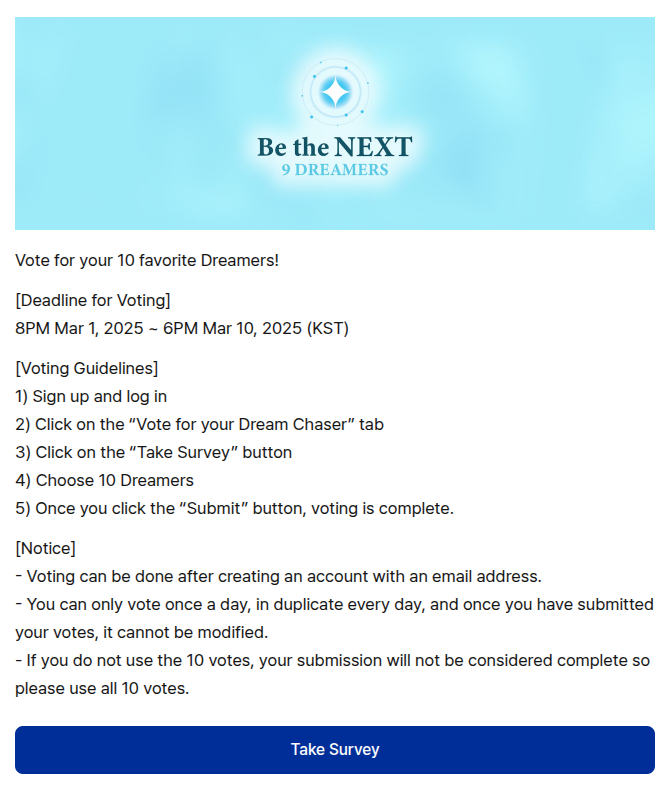 Be the NEXT
9 DREAMERS
Vote for your 10 favorite Dreamers!
[Deadline for Voting]
8PM Mar 1, 2025 ~ 6PM Mar 10, 2025 (KST)
[Voting Guidelines]
1) Sign up and log in
2) Click on the “Vote for your Dream Chaser” tab
3) Click on the “Take Survey” button
4) Choose 10 Dreamers
5) Once you click the “Submit” button, voting is complete.
[Notice]
- Voting can be done after creating an account with an email address.
- You can only vote once a day, in duplicate every day, and once you have submitted
your votes, it cannot be modified.
- If you do not use the 10 votes, your submission will not be considered complete so
please use all 10 votes.
Take Survey